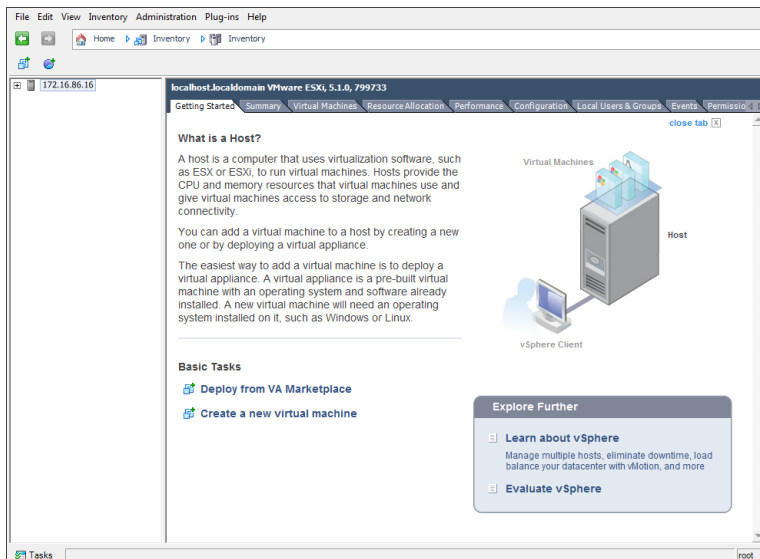 File Edit View Inventory Administration Plug-ins Help
Home Inventory Inventory
172.16.86.16
localhost.localdomain VMware ESXi, 5.1.0, 799733
Getting Started Summary Virtual Machines Resource Allocation Performance Configuration Local Users & Groups Events Permissio
close tab
What is a Host?
A host is a computer that uses virtualization software, such
as ESX or ESXi, to run virtual machines. Hosts provide the
CPU and memory resources that virtual machines use and
give virtual machines access to storage and network
connectivity.
You can add a virtual machine to a host by creating a new
one or by deploying a virtual appliance.
The easiest way to add a virtual machine is to deploy a
virtual appliance. A virtual appliance is a pre-built virtual
machine with an operating system and software already
installed. A new virtual machine will need an operating
system installed on it, such as Windows or Linux.
Virtual Machines
Host
vSphere Client
Basic Tasks
Deploy from VA Marketplace
Create a new virtual machine
Explore Further
Learn about vSphere
Manage multiple hosts, eliminate downtime, load
balance your datacenter with vMotion, and more
Evaluate vSphere
Tasks
root